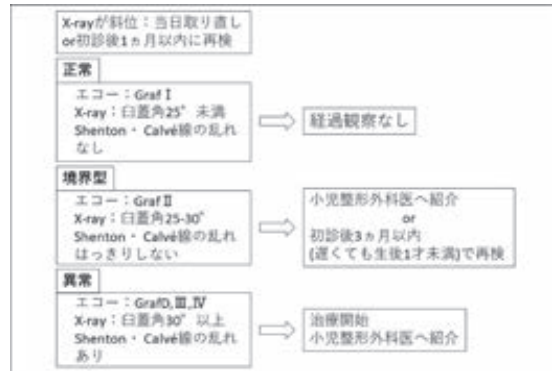 X-rayが斜位：当日取り直し
or初診後1ヵ月以内に再検
正常
エコー：GrafⅠ
X-ray：臼蓋角25°未満
Shenton・Calvé線の乱れ
なし
経過観察なし
境界型
エコー：GrafⅡ
X-ray：臼蓋角25-30°
Shenton・Calvé線の乱れ
はっきりしない
小児整形外科医へ紹介
or
初診後3ヵ月以内
(遅くても生後1才未満)で再検
異常
エコー：GrafD,Ⅲ,Ⅳ
X-ray：臼蓋角30°以上
Shenton・Calvé線の乱れ
あり
治療開始
小児整形外科医へ紹介